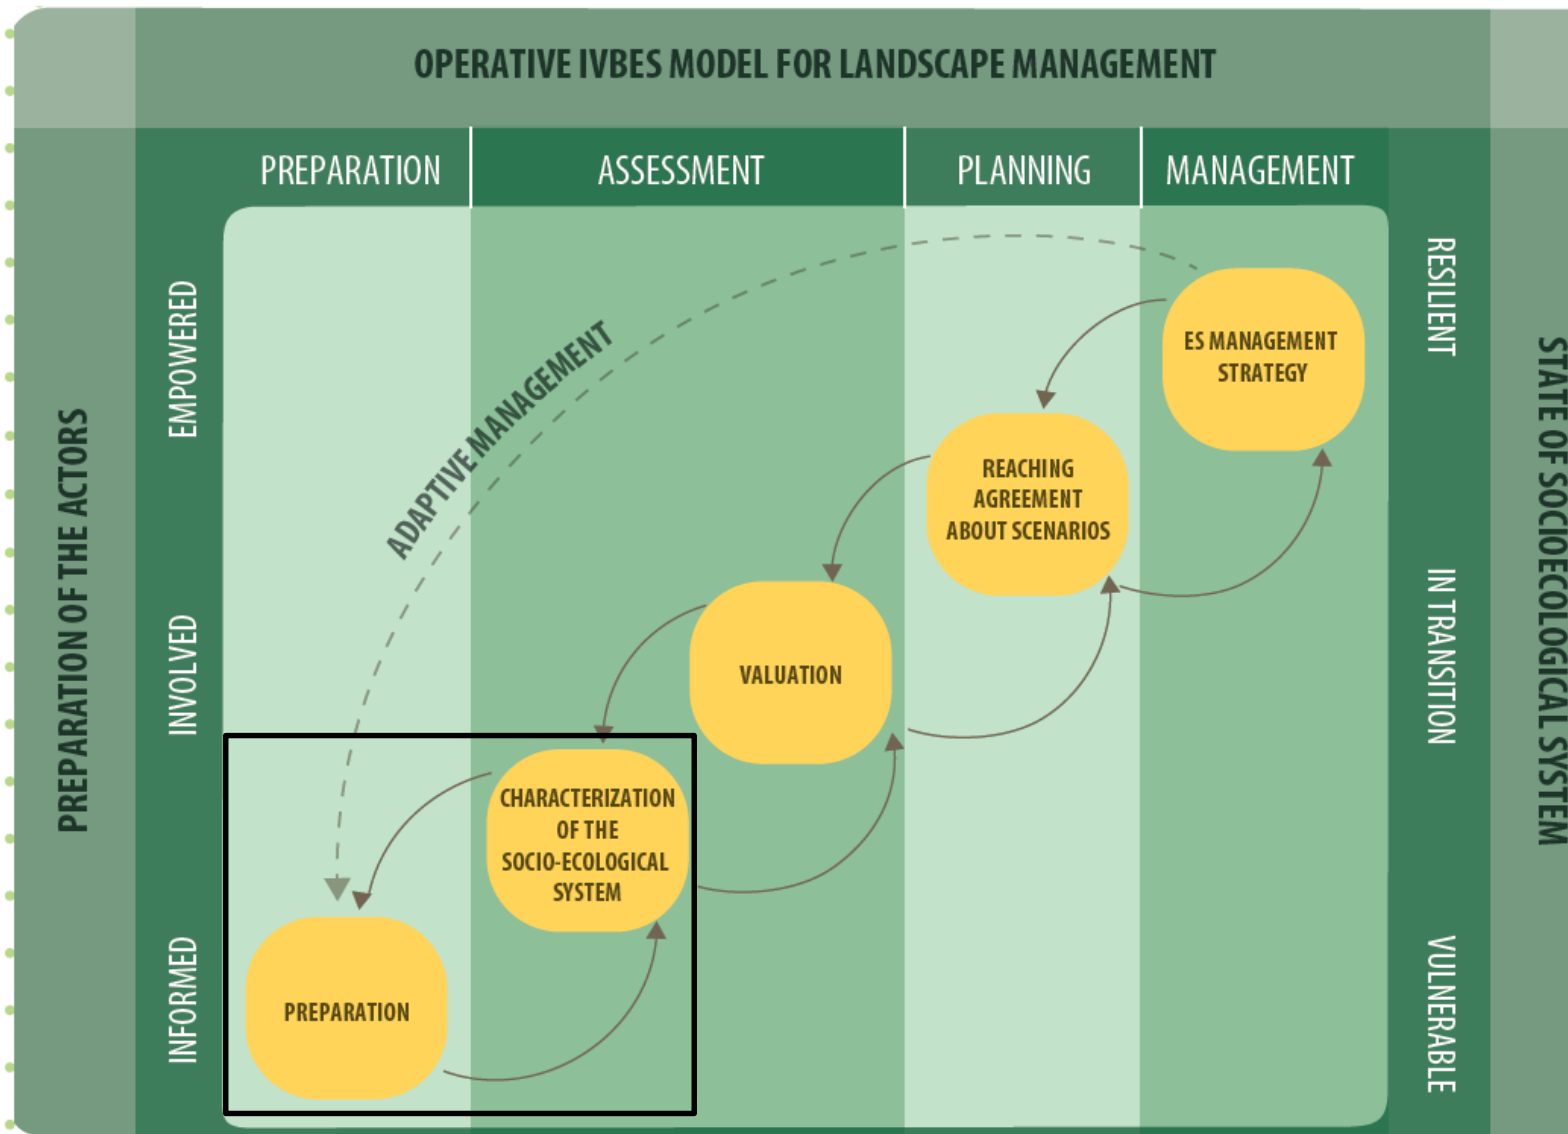 OPERATIVE IVBES MODEL FOR LANDSCAPE MANAGEMENT
PREPARATION
ASSESSMENT
PLANNING
MANAGEMENT
PREPARATION OF THE ACTORS
EMPOWERED
INVOLVED
INFORMED
ADAPTIVE MANAGEMENT
ES MANAGEMENT
STRATEGY
REACHING
AGREEMENT
ABOUT SCENARIOS
VALUATION
CHARACTERIZATION
OF THE
SOCIO-ECOLOGICAL
SYSTEM
PREPARATION
RESILIENT
IN TRANSITION
VULNERABLE
STATE OF SOCIOECOLOGICAL SYSTEM